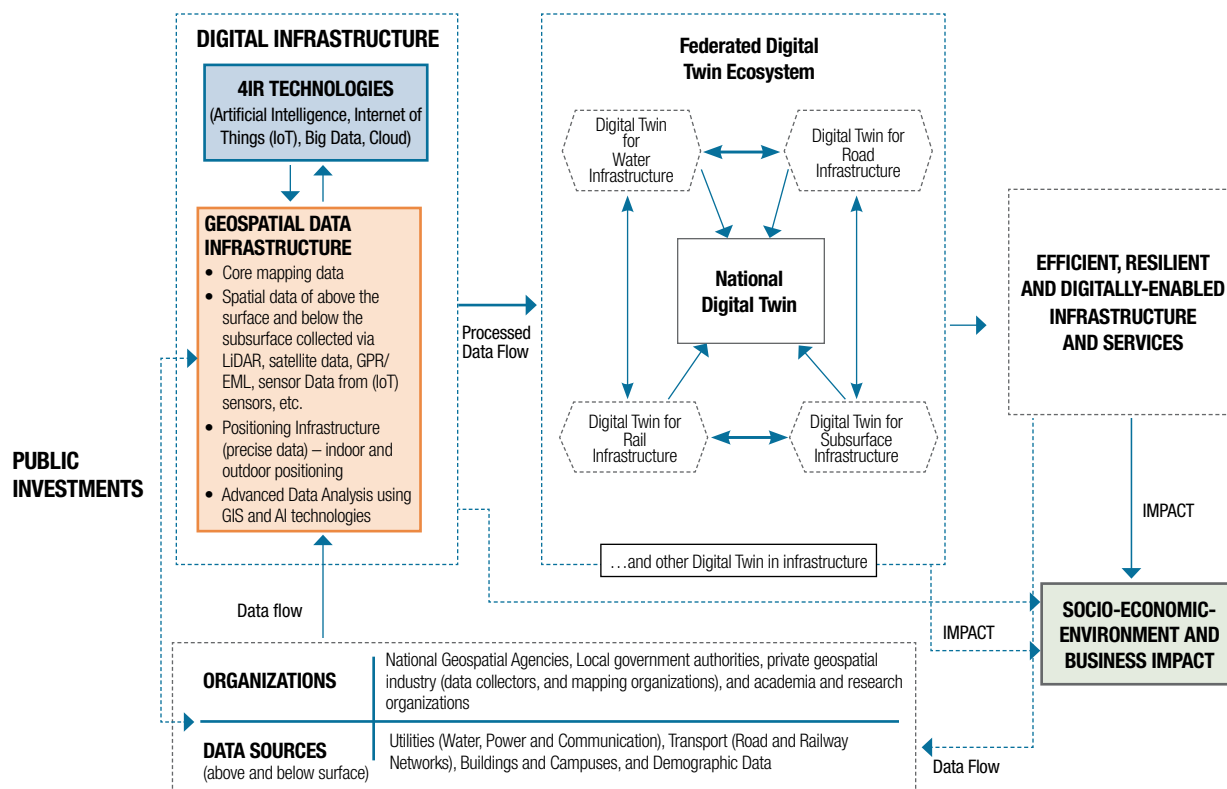 DIGITAL INFRASTRUCTURE
4IR TECHNOLOGIES
(Artificial Intelligence, Internet of
Things (IoT), Big Data, Cloud)
GEOSPATIAL DATA
INFRASTRUCTURE
• Core mapping data
• Spatial data of above the
surface and below the
subsurface collected via
LiDAR, satellite data, GPR/
EML, sensor Data from (IoT)
sensors, etc.
• Positioning Infrastructure
(precise data) – indoor and
outdoor positioning
• Advanced Data Analysis using
GIS and AI technologies
PUBLIC
INVESTMENTS
Data flow
Processed
Data Flow
Federated Digital
Twin Ecosystem
Digital Twin
for
Water
Infrastructure
Digital Twin for
Road
Infrastructure
National
Digital Twin
Digital Twin for
Rail
Infrastructure
Digital Twin for
Subsurface
Infrastructure
…and other Digital Twin in infrastructure
EFFICIENT, RESILIENT
AND DIGITALLY-ENABLED
INFRASTRUCTURE
AND SERVICES
IMPACT
IMPACT
SOCIO-ECONOMIC-
ENVIRONMENT AND
BUSINESS IMPACT
ORGANIZATIONS
National Geospatial Agencies, Local government authorities, private geospatial
industry (data collectors, and mapping organizations), and academia and research
organizations
DATA SOURCES
(above and below surface)
Utilities (Water, Power and Communication), Transport (Road and Railway
Networks), Buildings and Campuses, and Demographic Data
Data Flow